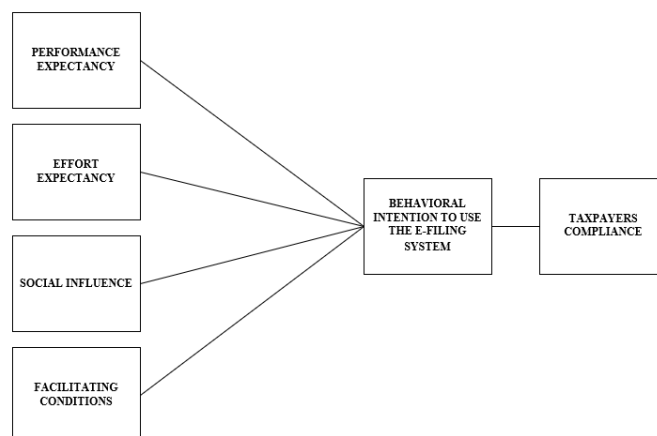 PERFORMANCE
EXPECTANCY
EFFORT
EXPECTANCY
SOCIAL INFLUENCE
FACILITATING
CONDITIONS
BEHAVIORAL
INTENTION TO USE
THE E-FILING
SYSTEM
TAXPAYERS
COMPLIANCE